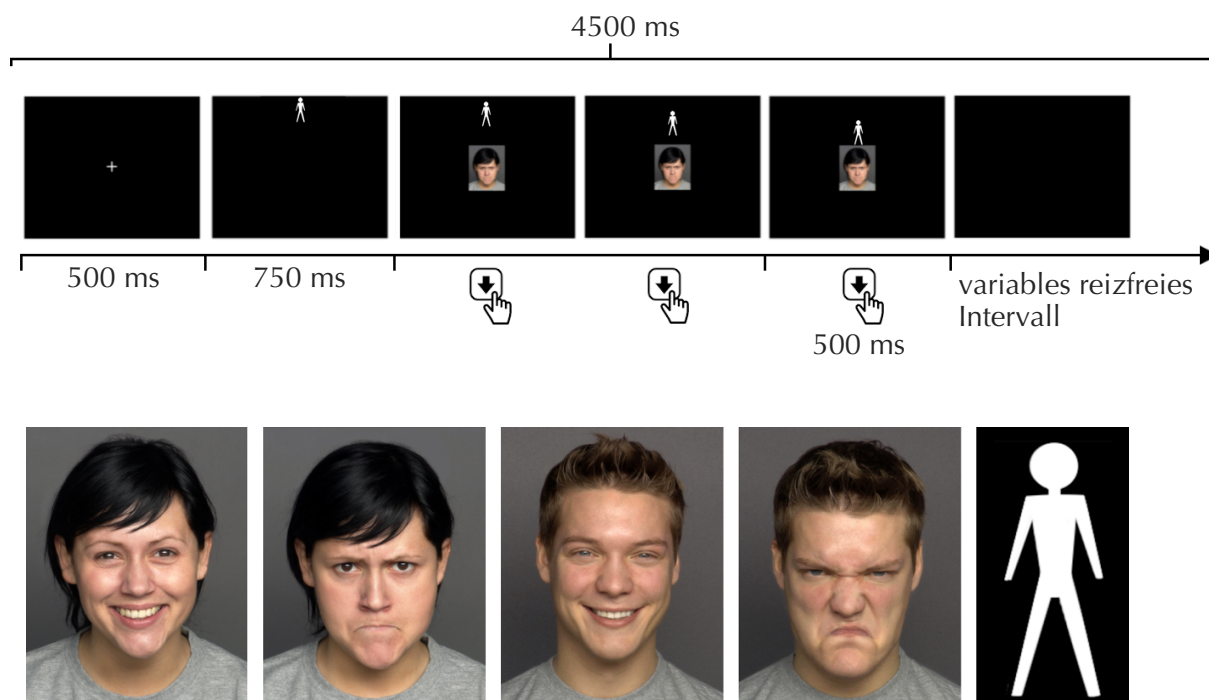 4500 ms
500 ms
750 ms
500 ms
variables reizfreies
Intervall